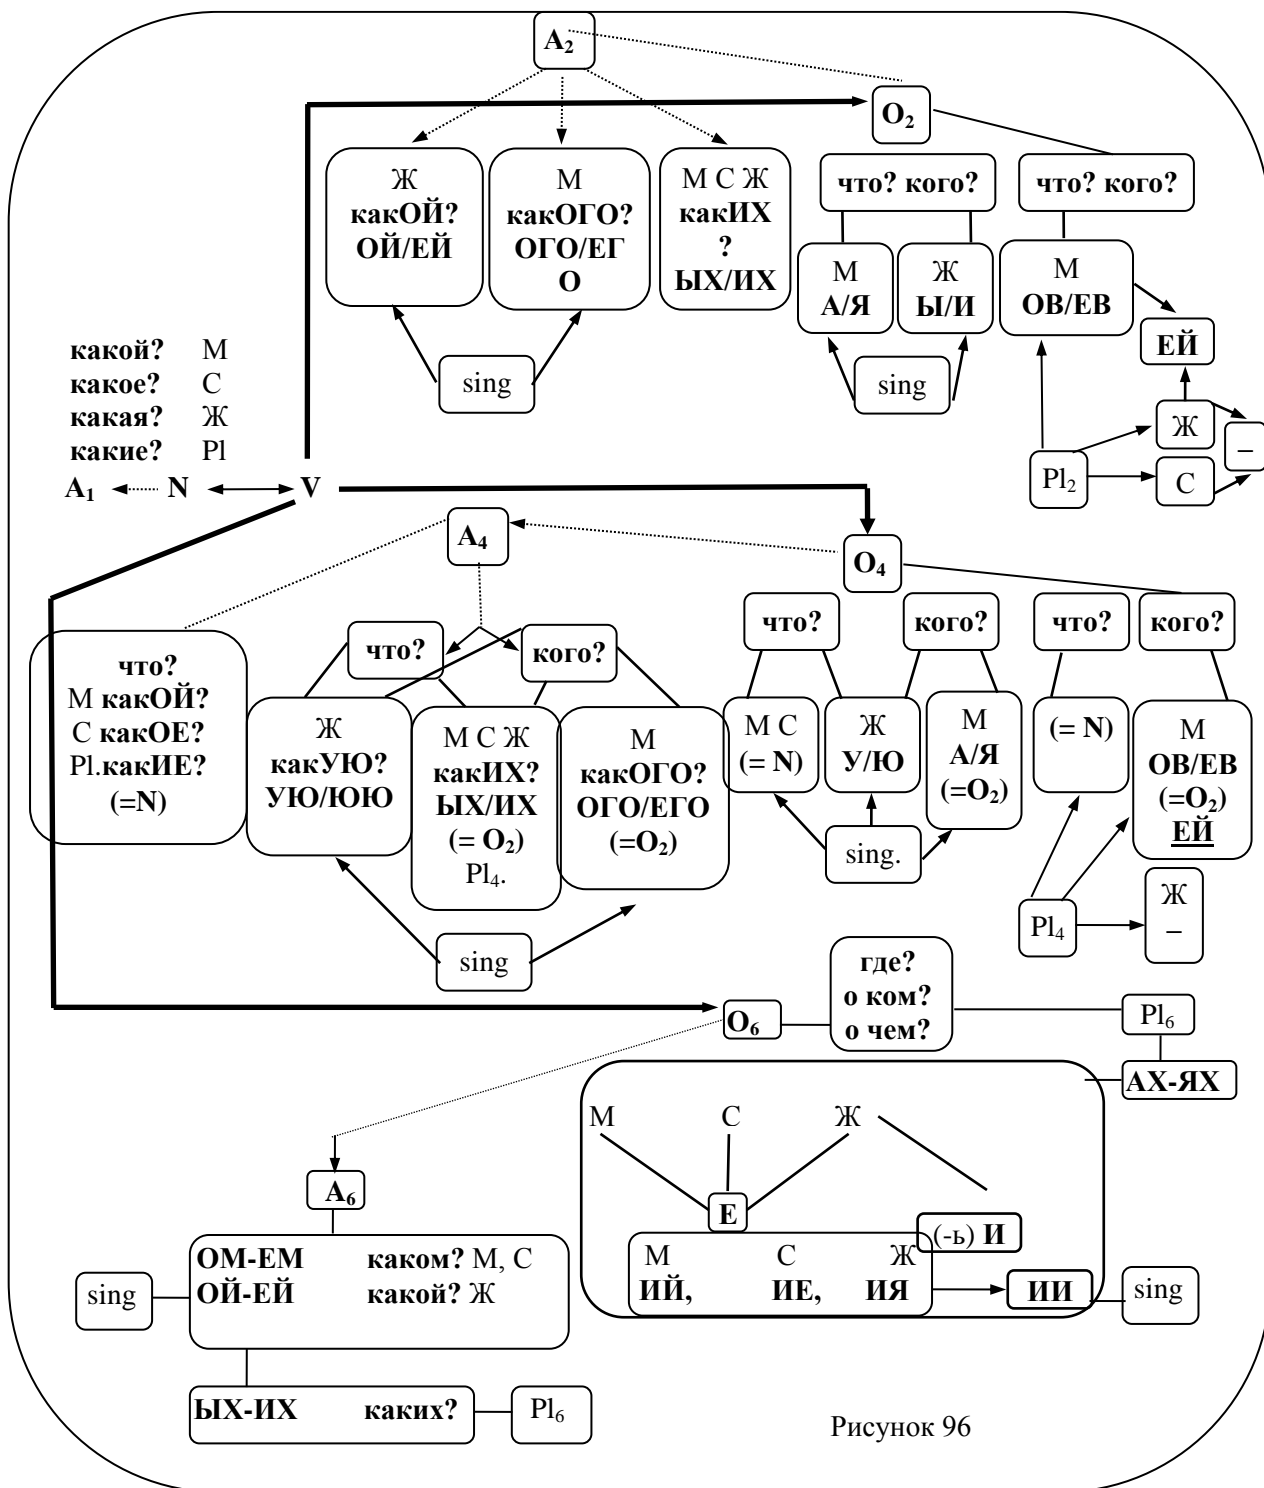 A₂
O₂
Ж
какОЙ?
ОЙ/ЕЙ
М
какОГО?
ОГО/ЕГ
О
М С Ж
какИХ
?
ЫХ/ИХ
что? кого?
что? кого?
М
А/Я
Ж
Ы/И
М
ОВ/ЕВ
ЕЙ
sing
sing
Ж
–
Pl₂
С
какой? М
какое? С
какая? Ж
какие? Pl
A₁ N V
A₄
O₄
что?
М какОЙ?
С какОЕ?
Pl.какИЕ?
(=N)
что?
кого?
Ж
какУЮ?
УЮ/ЮЮ
М С Ж
какИХ?
ЫХ/ИХ
(= O₂)
Pl₄.
М
какОГО?
ОГО/ЕГО
(=O₂)
sing
что?
кого?
что?
кого?
М С
(= N)
Ж
У/Ю
М
А/Я
(=O₂)
(= N)
М
ОВ/ЕВ
(=O₂)
ЕЙ
sing.
Pl₄
Ж
–
O₆
где?
о ком?
о чем?
Pl₆
АХ-ЯХ
М С Ж
Е
(-ь) И
М С Ж
ИЙ, ИЕ, ИЯ
ИИ
sing
A₆
sing
ОМ-ЕМ каком? М, С
ОЙ-ЕЙ какой? Ж
ЫХ-ИХ каких?
Pl₆
Рисунок 96